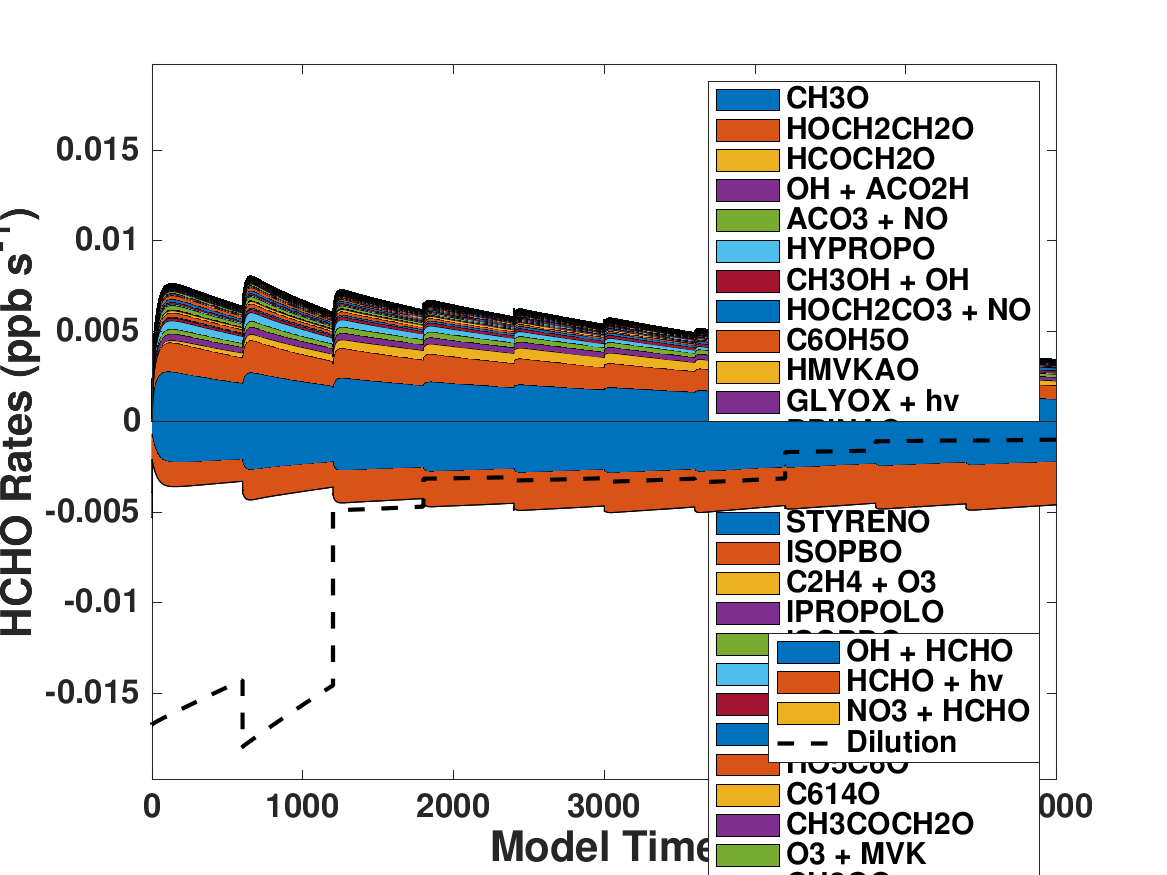 HCHO Rates (ppb s⁻¹)
0.015
0.01
0.005
0
-0.005
-0.01
-0.015
0
1000
2000
3000
000
Model Time
CH3O
HOCH2CH2O
HCOCH2O
OH + ACO2H
ACO3 + NO
HYPROPO
CH3OH + OH
HOCH2CO3 + NO
C6OH5O
HMVKAO
GLYOX + hv
STYRENO
ISOPBO
C2H4 + O3
IPROPOLO
HO5C6O
C614O
CH3COCH2O
O3 + MVK
OH + HCHO
HCHO + hv
NO3 + HCHO
Dilution